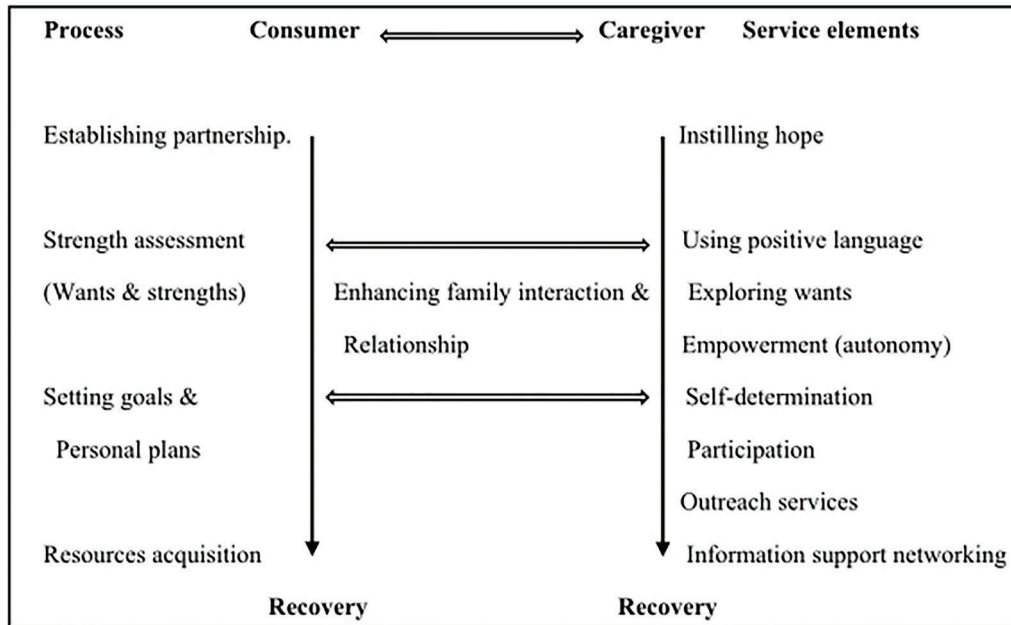 Process Consumer Caregiver Service elements
Establishing partnership. Instilling hope
Strength assessment Using positive language
(Wants & strengths) Enhancing family interaction & Exploring wants
Relationship Empowerment (autonomy)
Setting goals & Self-determination
Personal plans Participation
Outreach services
Resources acquisition Information support networking
Recovery Recovery